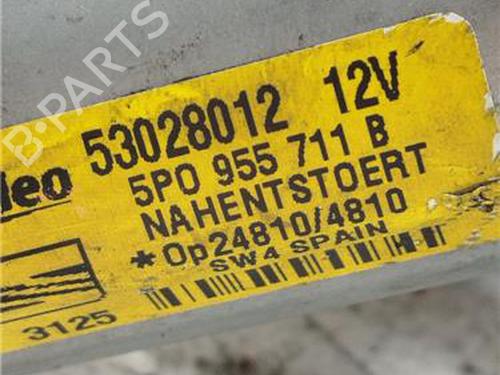 B-PARTS
53028012 12V
leo
5P0 955 711 B
NAHENTSTOERT
*Op24810/4810
SW4 SPAIN
3125